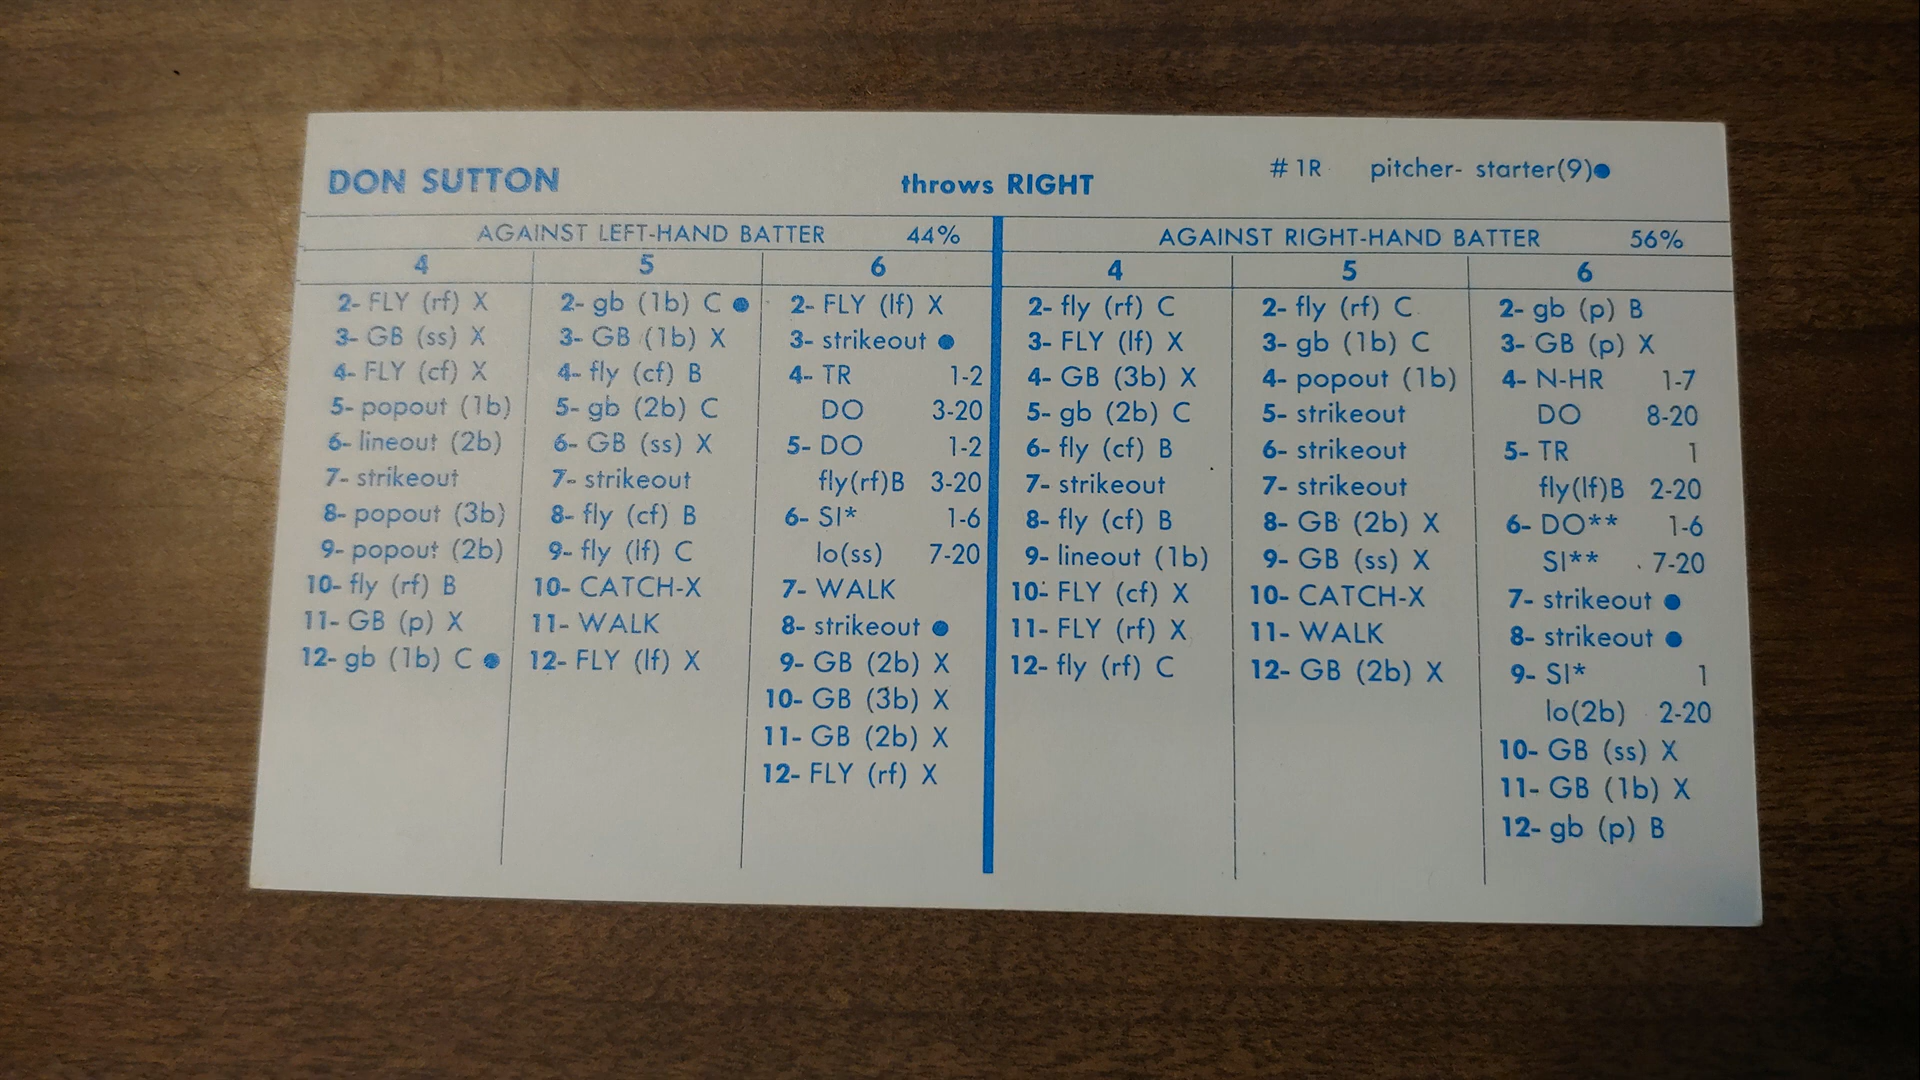 DON SUTTON throws RIGHT # 1R pitcher- starter(9)●
AGAINST LEFT-HAND BATTER 44%
4
2- FLY (rf) X
3- GB (ss) X
4- FLY (cf) X
5- popout (1b)
6- lineout (2b)
7- strikeout
8- popout (3b)
9- popout (2b)
10- fly (rf) B
11- GB (p) X
12- gb (1b) C ●
5
2- gb (1b) C ●
3- GB (1b) X
4- fly (cf) B
5- gb (2b) C
6- GB (ss) X
7- strikeout
8- fly (cf) B
9- fly (lf) C
10- CATCH-X
11- WALK
12- FLY (lf) X
6
2- FLY (lf) X
3- strikeout ●
4- TR 1-2
DO 3-20
5- DO 1-2
fly(rf)B 3-20
6- SI* 1-6
lo(ss) 7-20
7- WALK
8- strikeout ●
9- GB (2b) X
10- GB (3b) X
11- GB (2b) X
12- FLY (rf) X
AGAINST RIGHT-HAND BATTER 56%
4
2- fly (rf) C
3- FLY (lf) X
4- GB (3b) X
5- gb (2b) C
6- fly (cf) B
7- strikeout
8- fly (cf) B
9- lineout (1b)
10- FLY (cf) X
11- FLY (rf) X
12- fly (rf) C
5
2- fly (rf) C
3- gb (1b) C
4- popout (1b)
5- strikeout
6- strikeout
7- strikeout
8- GB (2b) X
9- GB (ss) X
10- CATCH-X
11- WALK
12- GB (2b) X
6
2- gb (p) B
3- GB (p) X
4- N-HR 1-7
DO 8-20
5- TR 1
fly(lf)B 2-20
6- DO** 1-6
SI** 7-20
7- strikeout ●
8- strikeout ●
9- SI* 1
lo(2b) 2-20
10- GB (ss) X
11- GB (1b) X
12- gb (p) B